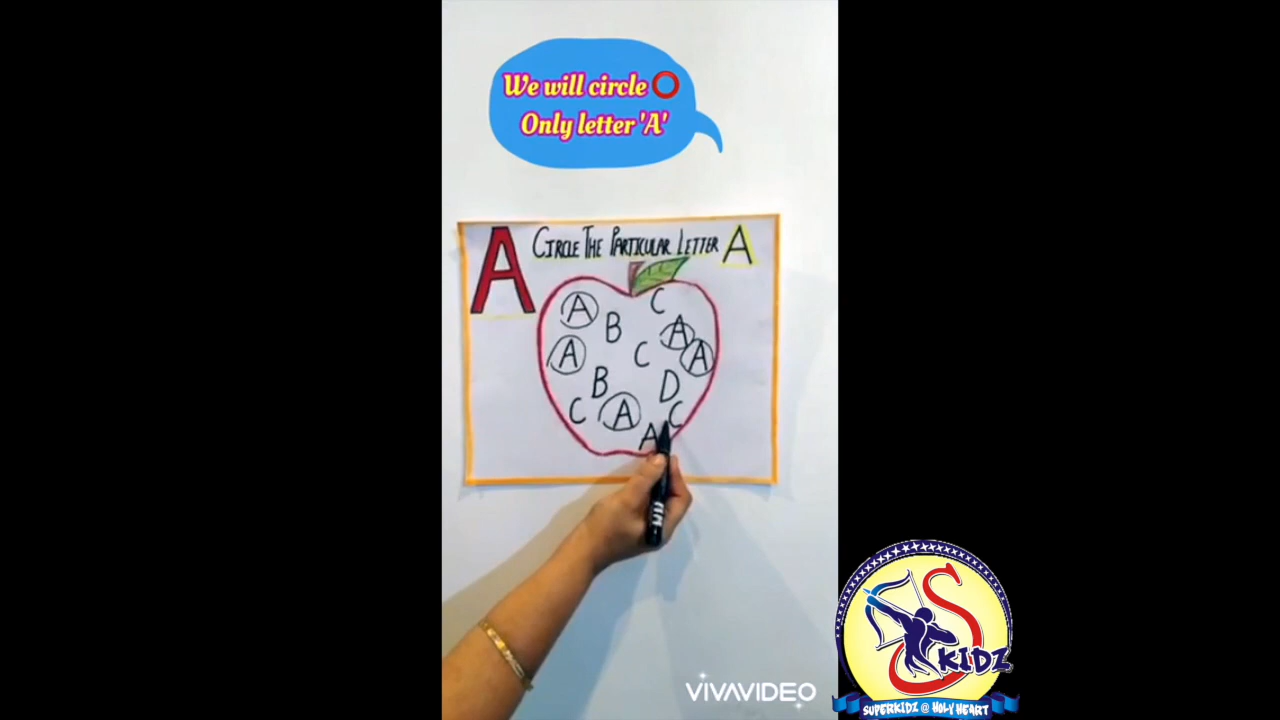 We will circle ⭕
Only letter 'A'
A CIRCLE THE PARTICULAR LETTER A
A C
B A
A C A
B D
C A C
A
VIVAVIDEO
S
KIDZ
SUPERKIDZ @ HOLY HEART